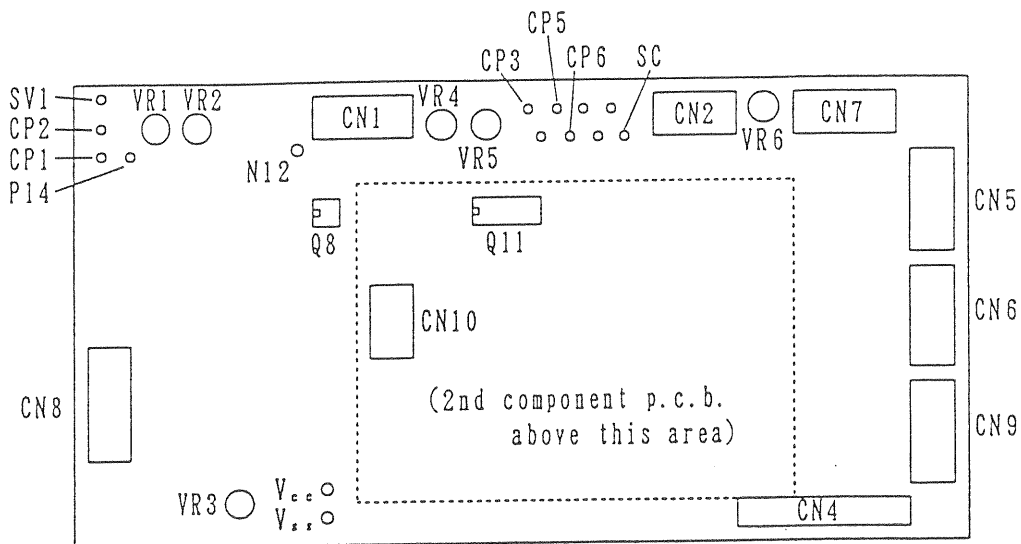 CP5
CP3 CP6 SC
SV1 VR1 VR2 VR4
CP2 CN1 CN2 CN7
CP1 N12 VR5 VR6
P14
CN5
Q8 Q11
CN10 CN6
CN8 (2nd component p.c.b.
above this area) CN9
VR3 Vcc
Vss CN4